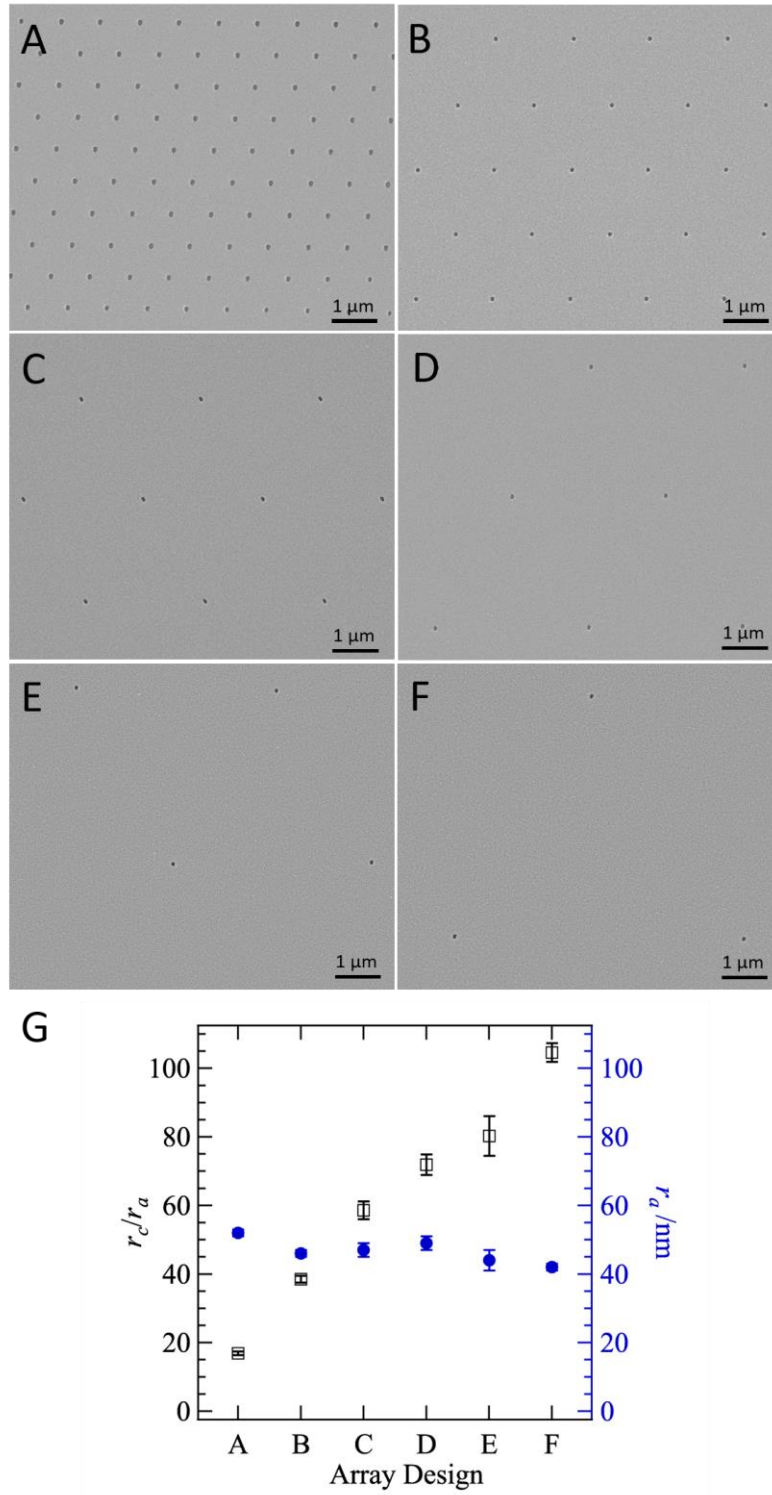 A
B
1 μm
1 μm
C
D
1 μm
1 μm
E
F
1 μm
1 μm
G
100
80
60
40
20
0
r_c/r_a
100
80
60
40
20
0
r_a /nm
A B C D E F
Array Design